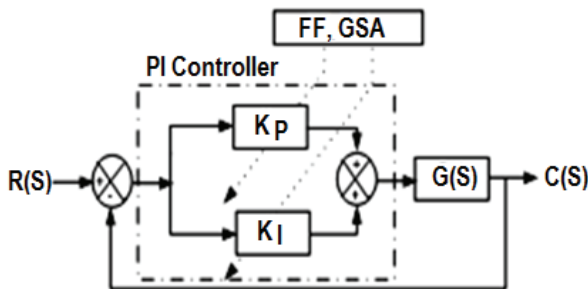 FF, GSA
PI Controller
K P
R(S)
+
-
+
+
G(S)
C(S)
K I